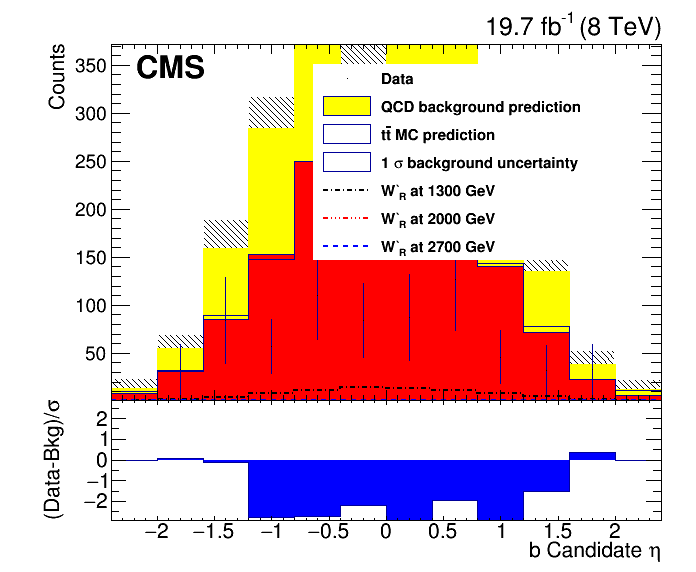 19.7 fb⁻¹ (8 TeV)
CMS
Counts
350
300
250
200
150
100
50
Data
QCD background prediction
tt̄ MC prediction
1 σ background uncertainty
W`R at 1300 GeV
W`R at 2000 GeV
W`R at 2700 GeV
(Data-Bkg)/σ
2
1
0
−1
−2
−2 −1.5 −1 −0.5 0 0.5 1 1.5 2
b Candidate η